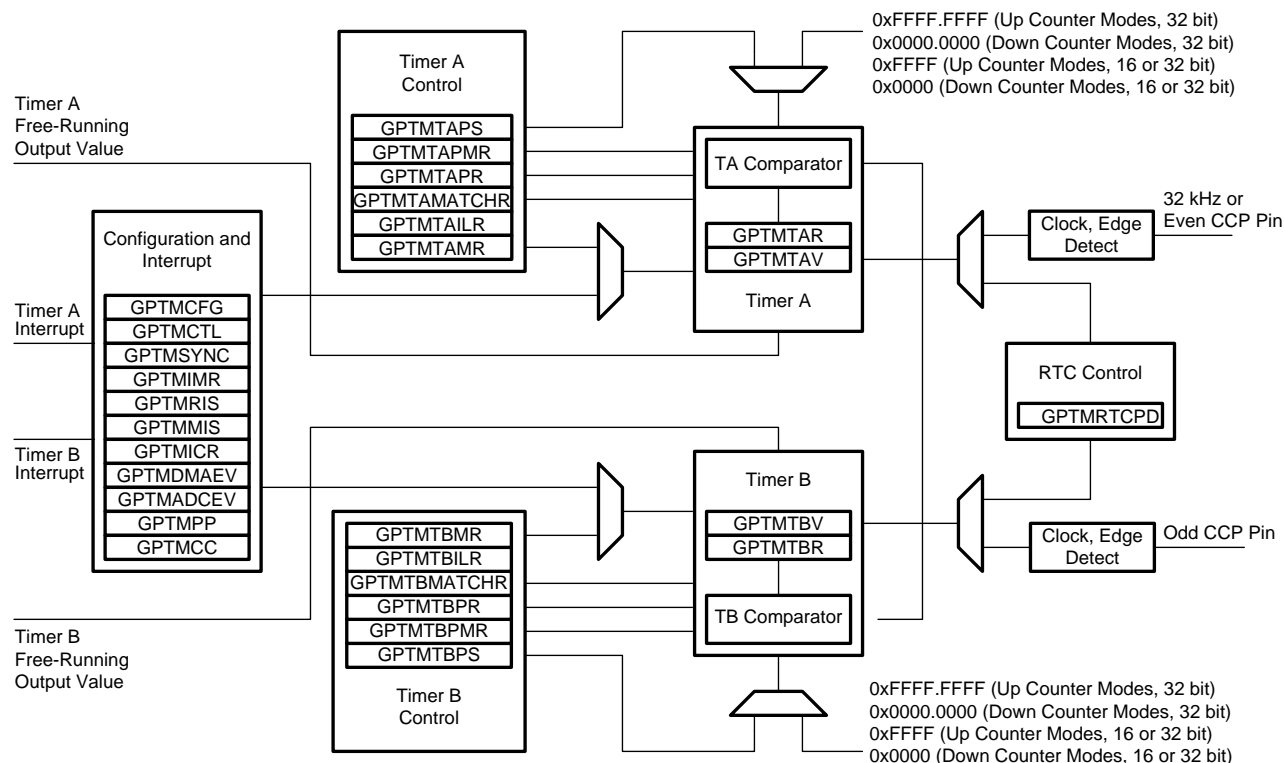 0xFFFF.FFFF (Up Counter Modes, 32 bit)
0x0000.0000 (Down Counter Modes, 32 bit)
0xFFFF (Up Counter Modes, 16 or 32 bit)
0x0000 (Down Counter Modes, 16 or 32 bit)
Timer A
Control
GPTMTAPS
GPTMTAPMR
GPTMTAPR
GPTMTAMATCHR
GPTMTAILR
GPTMTAMR
Timer A
Free-Running
Output Value
TA Comparator
GPTMTAR
GPTMTAV
Timer A
Clock, Edge
Detect
32 kHz or
Even CCP Pin
Configuration and
Interrupt
GPTMCFG
GPTMCTL
GPTMSYNC
GPTMIMR
GPTMRIS
GPTMMIS
GPTMICR
GPTMDMAEV
GPTMADCEV
GPTMPP
GPTMCC
Timer A
Interrupt
Timer B
Interrupt
RTC Control
GPTMRTCPD
Timer B
GPTMTBV
GPTMTBR
TB Comparator
Clock, Edge
Detect
Odd CCP Pin
GPTMTBMR
GPTMTBILR
GPTMTBMATCHR
GPTMTBPR
GPTMTBPMR
GPTMTBPS
Timer B
Control
Timer B
Free-Running
Output Value
0xFFFF.FFFF (Up Counter Modes, 32 bit)
0x0000.0000 (Down Counter Modes, 32 bit)
0xFFFF (Up Counter Modes, 16 or 32 bit)
0x0000 (Down Counter Modes, 16 or 32 bit)